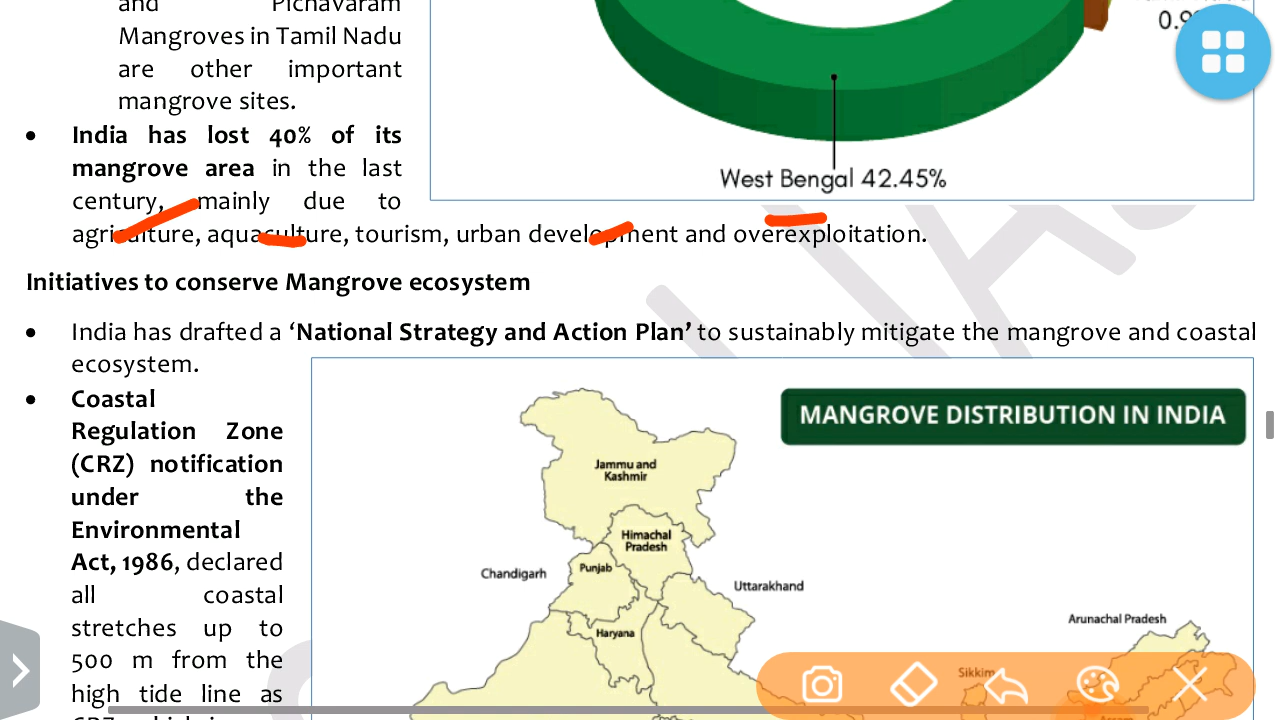 and Pichavaram
Mangroves in Tamil Nadu
are other important
mangrove sites.
• India has lost 40% of its
mangrove area in the last
century, mainly due to
agriculture, aquaculture, tourism, urban development and overexploitation.
West Bengal 42.45%
Initiatives to conserve Mangrove ecosystem
• India has drafted a ‘National Strategy and Action Plan’ to sustainably mitigate the mangrove and coastal
ecosystem.
• Coastal
Regulation Zone
(CRZ) notification
under the
Environmental
Act, 1986, declared
all coastal
stretches up to
500 m from the
high tide line as
MANGROVE DISTRIBUTION IN INDIA
Jammu and
Kashmir
Himachal
Pradesh
Punjab
Chandigarh
Uttarakhand
Haryana
Arunachal Pradesh
Sikkim